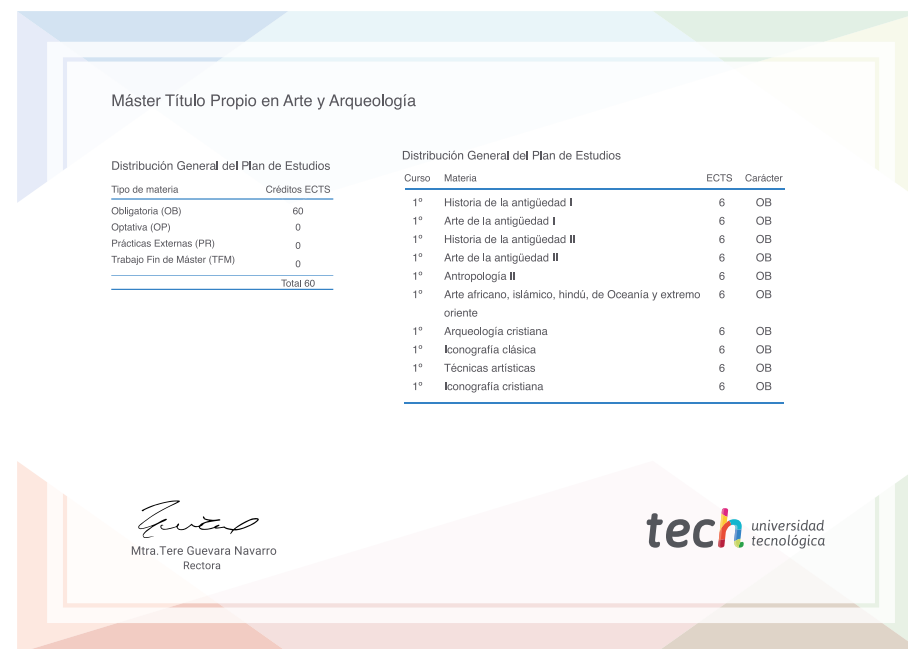 Máster Título Propio en Arte y Arqueología
Distribución General del Plan de Estudios
Tipo de materia Créditos ECTS
Obligatoria (OB) 60
Optativa (OP) 0
Prácticas Externas (PR) 0
Trabajo Fin de Máster (TFM) 0
Total 60
Distribución General del Plan de Estudios
Curso Materia ECTS Carácter
1º Historia de la antigüedad I 6 OB
1º Arte de la antigüedad I 6 OB
1º Historia de la antigüedad II 6 OB
1º Arte de la antigüedad II 6 OB
1º Antropología II 6 OB
1º Arte africano, islámico, hindú, de Oceanía y extremo 6 OB
oriente
1º Arqueología cristiana 6 OB
1º Iconografía clásica 6 OB
1º Técnicas artísticas 6 OB
1º Iconografía cristiana 6 OB
Mtra.Tere Guevara Navarro
Rectora
tech universidad
tecnológica